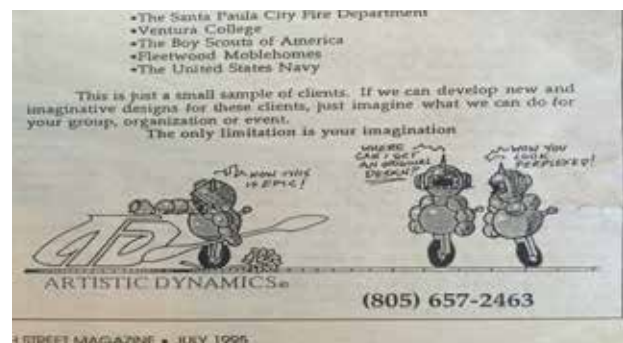 •The Santa Paula City Fire Department
•Ventura College
•The Boy Scouts of America
•Fleetwood Moblehomes
•The United States Navy
This is just a small sample of clients. If we can develop new and
imaginative designs for these clients, just imagine what we can do for
your group, organization or event.
The only limitation is your imagination
NOW THIS
IS EPIC!
WHERE
CAN I GET
AN ORIGINAL
DESIGN?
WOW YOU
LOOK
PERPLEXED!
ARTISTIC DYNAMICS©
(805) 657-2463
STREET MAGAZINE • JULY 1995